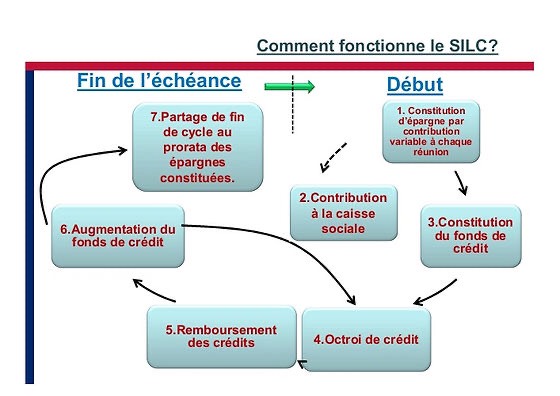 Comment fonctionne le SILC?
Fin de l’échéance
Début
1. Constitution
d’épargne par
contribution
variable à chaque
réunion
2.Contribution
à la caisse
sociale
3.Constitution
du fonds de
crédit
4.Octroi de crédit
5.Remboursement
des crédits
6.Augmentation du
fonds de crédit
7.Partage de fin
de cycle au
prorata des
épargnes
constituées.